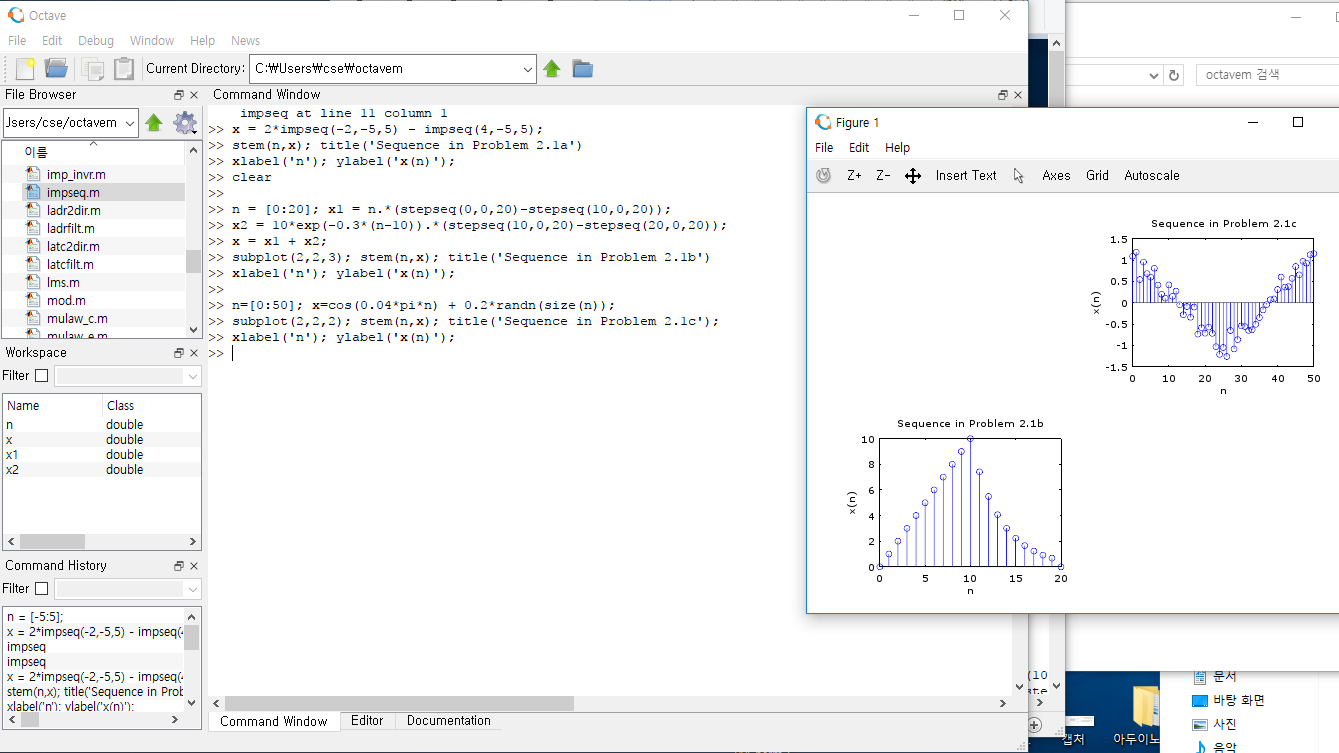 Octave
File Edit Debug Window Help News
Current Directory: C:₩Users₩cse₩octavem
File Browser
Jsers/cse/octavem
이름
imp_invr.m
impseq.m
ladr2dir.m
ladrfilt.m
latc2dir.m
latcfilt.m
lms.m
mod.m
mulaw_c.m
mulaw_e.m
Workspace
Filter
Name Class
n double
x double
x1 double
x2 double
Command History
Filter
n = [-5:5];
x = 2*impseq(-2,-5,5) - impseq(4
impseq
impseq
x = 2*impseq(-2,-5,5) - impseq(4
stem(n,x); title('Sequence in Prob
xlabel('n'); ylabel('x(n)');
Command Window
impseq at line 11 column 1
>> x = 2*impseq(-2,-5,5) - impseq(4,-5,5);
>> stem(n,x); title('Sequence in Problem 2.1a')
>> xlabel('n'); ylabel('x(n)');
>> clear
>>
>> n = [0:20]; x1 = n.*(stepseq(0,0,20)-stepseq(10,0,20));
>> x2 = 10*exp(-0.3*(n-10)).*(stepseq(10,0,20)-stepseq(20,0,20));
>> x = x1 + x2;
>> subplot(2,2,3); stem(n,x); title('Sequence in Problem 2.1b')
>> xlabel('n'); ylabel('x(n)');
>>
>> n=[0:50]; x=cos(0.04*pi*n) + 0.2*randn(size(n));
>> subplot(2,2,2); stem(n,x); title('Sequence in Problem 2.1c');
>> xlabel('n'); ylabel('x(n)');
>>
Command Window Editor Documentation
octavem 검색
Figure 1
File Edit Help
Z+ Z- Insert Text Axes Grid Autoscale
Sequence in Problem 2.1c
1.5
1
0.5
0
-0.5
-1
-1.5
x(n)
0 10 20 30 40 50
n
Sequence in Problem 2.1b
10
8
6
4
2
0
x(n)
0 5 10 15 20
n
(10
ste
캡처
아두이노
문서
바탕 화면
사진
음악